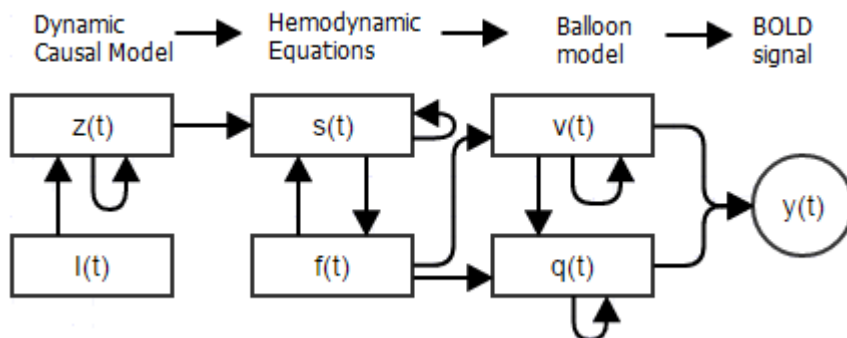 Dynamic
Causal Model
Hemodynamic
Equations
Balloon
model
BOLD
signal
z(t)
s(t)
v(t)
y(t)
I(t)
f(t)
q(t)